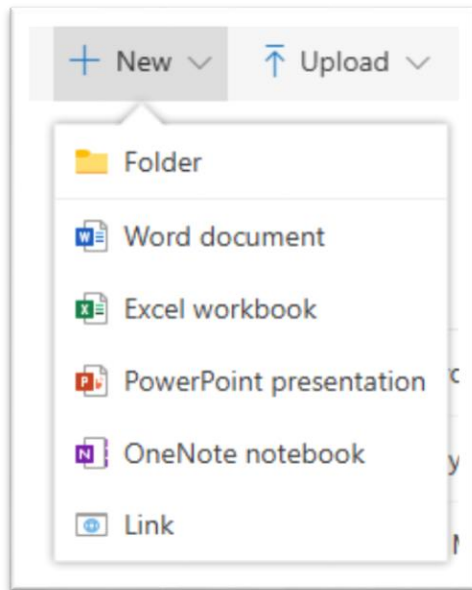 New Upload
Folder
Word document
Excel workbook
PowerPoint presentation
OneNote notebook
Link